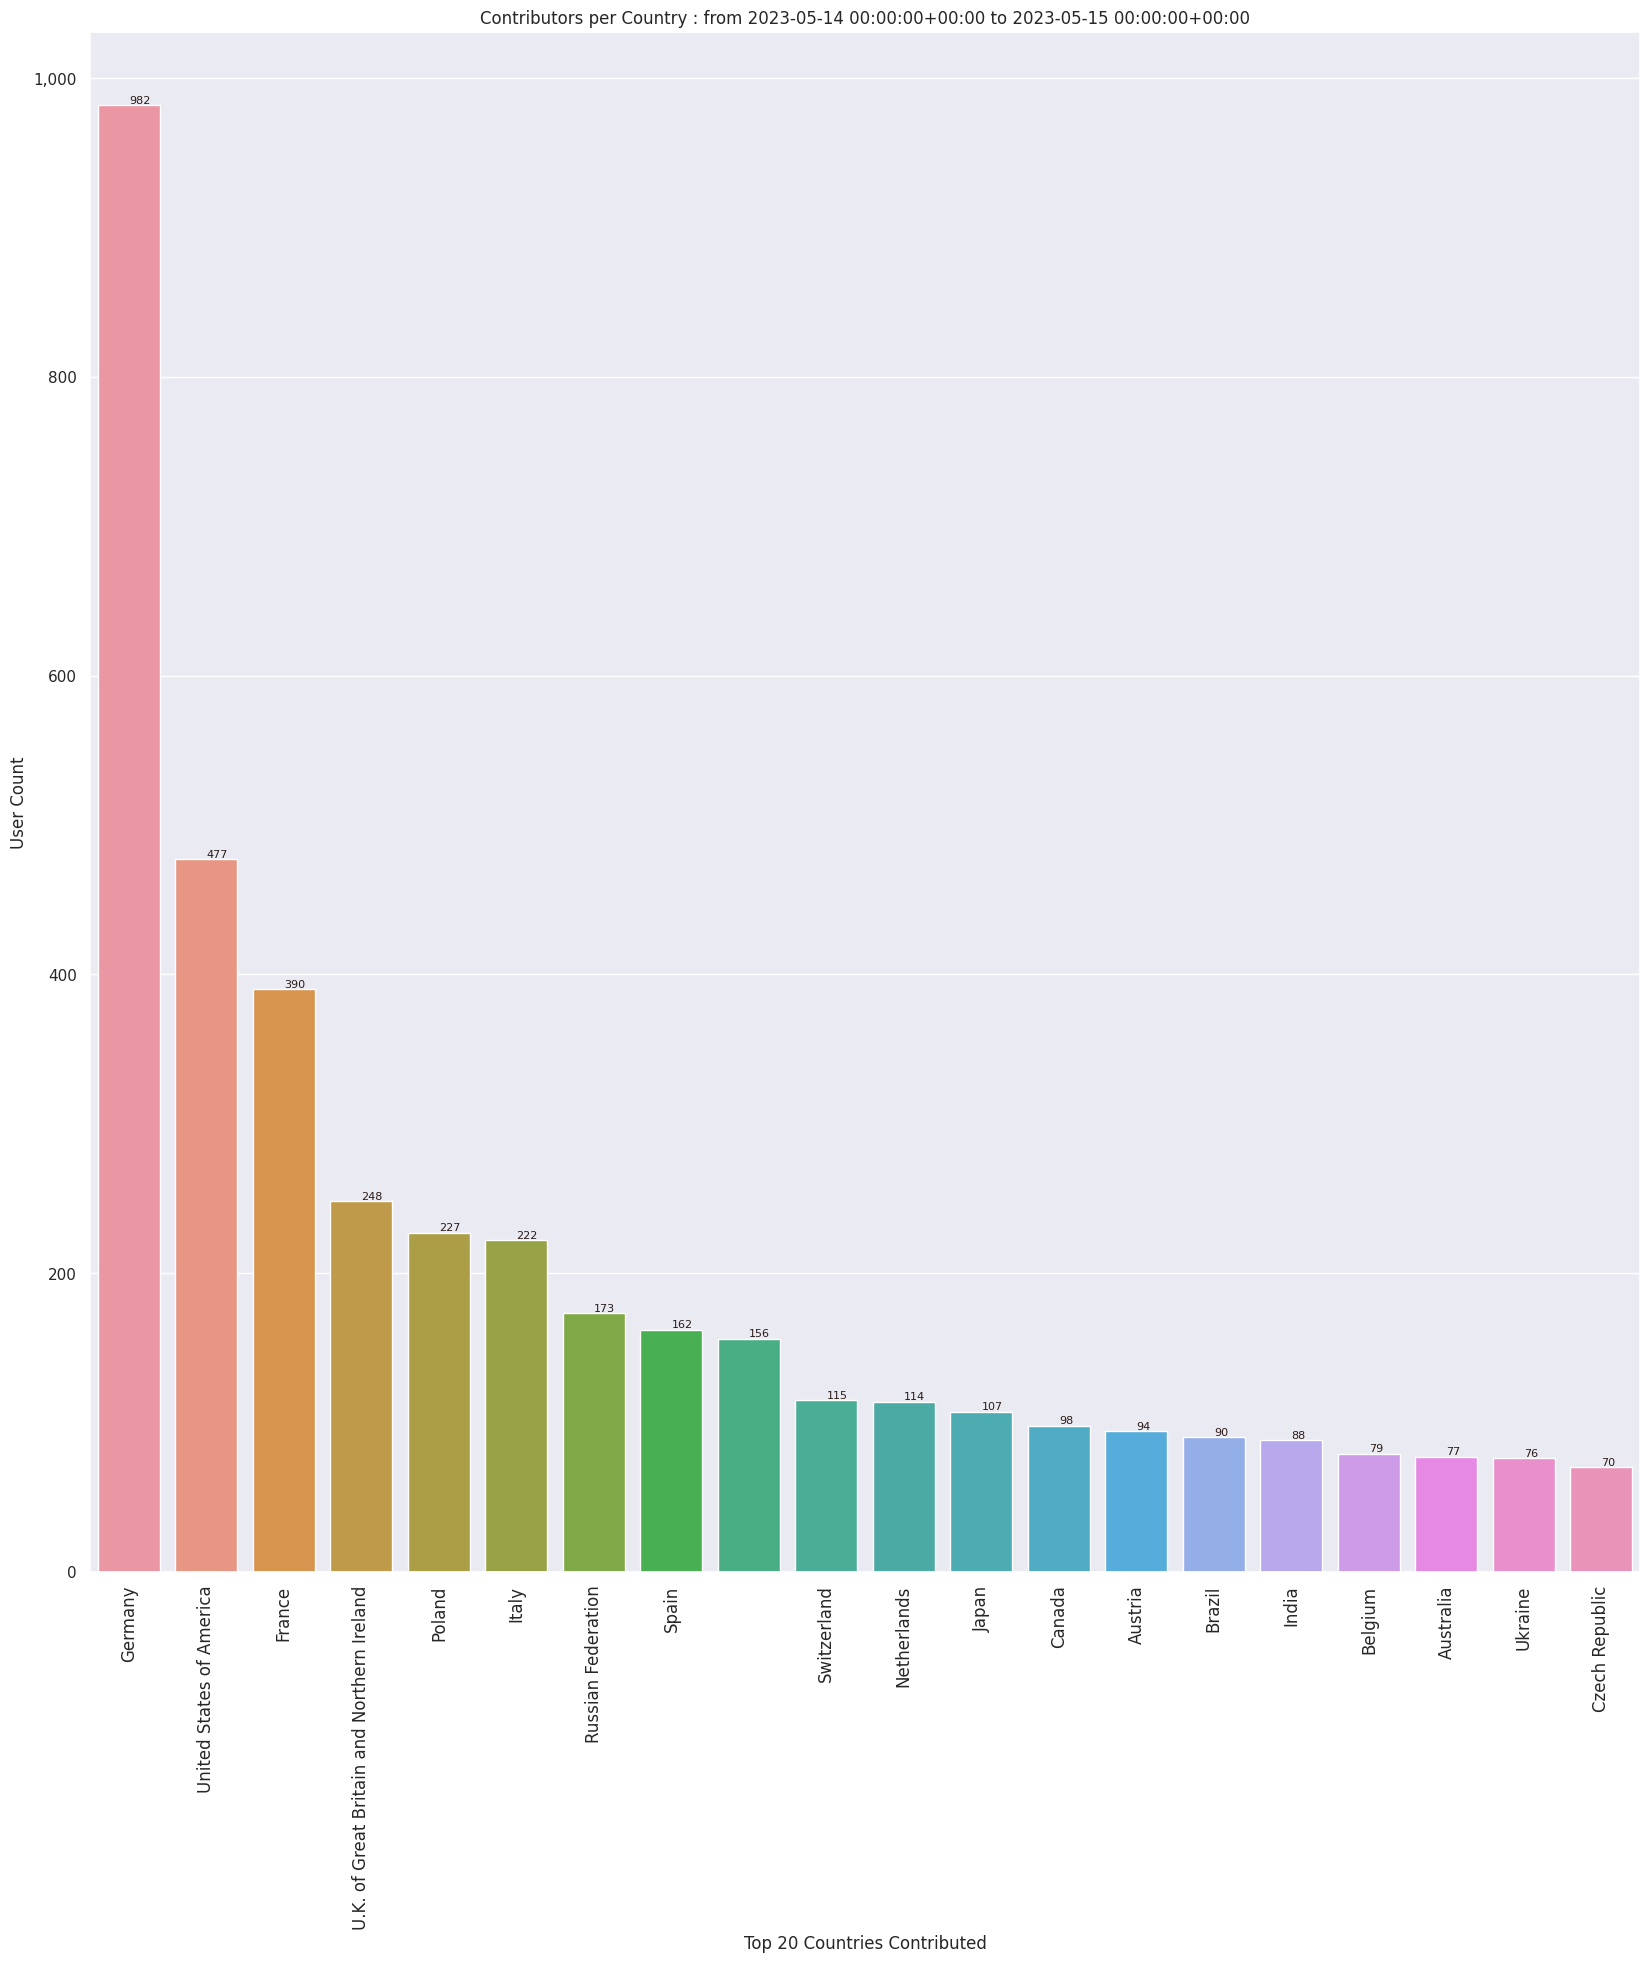 Contributors per Country : from 2023-05-14 00:00:00+00:00 to 2023-05-15 00:00:00+00:00
User Count
1,000
800
600
400
200
0
982
477
390
248
227
222
173
162
156
115
114
107
98
94
90
88
79
77
76
70
Germany
United States of America
France
U.K. of Great Britain and Northern Ireland
Poland
Italy
Russian Federation
Spain
Switzerland
Netherlands
Japan
Canada
Austria
Brazil
India
Belgium
Australia
Ukraine
Czech Republic
Top 20 Countries Contributed